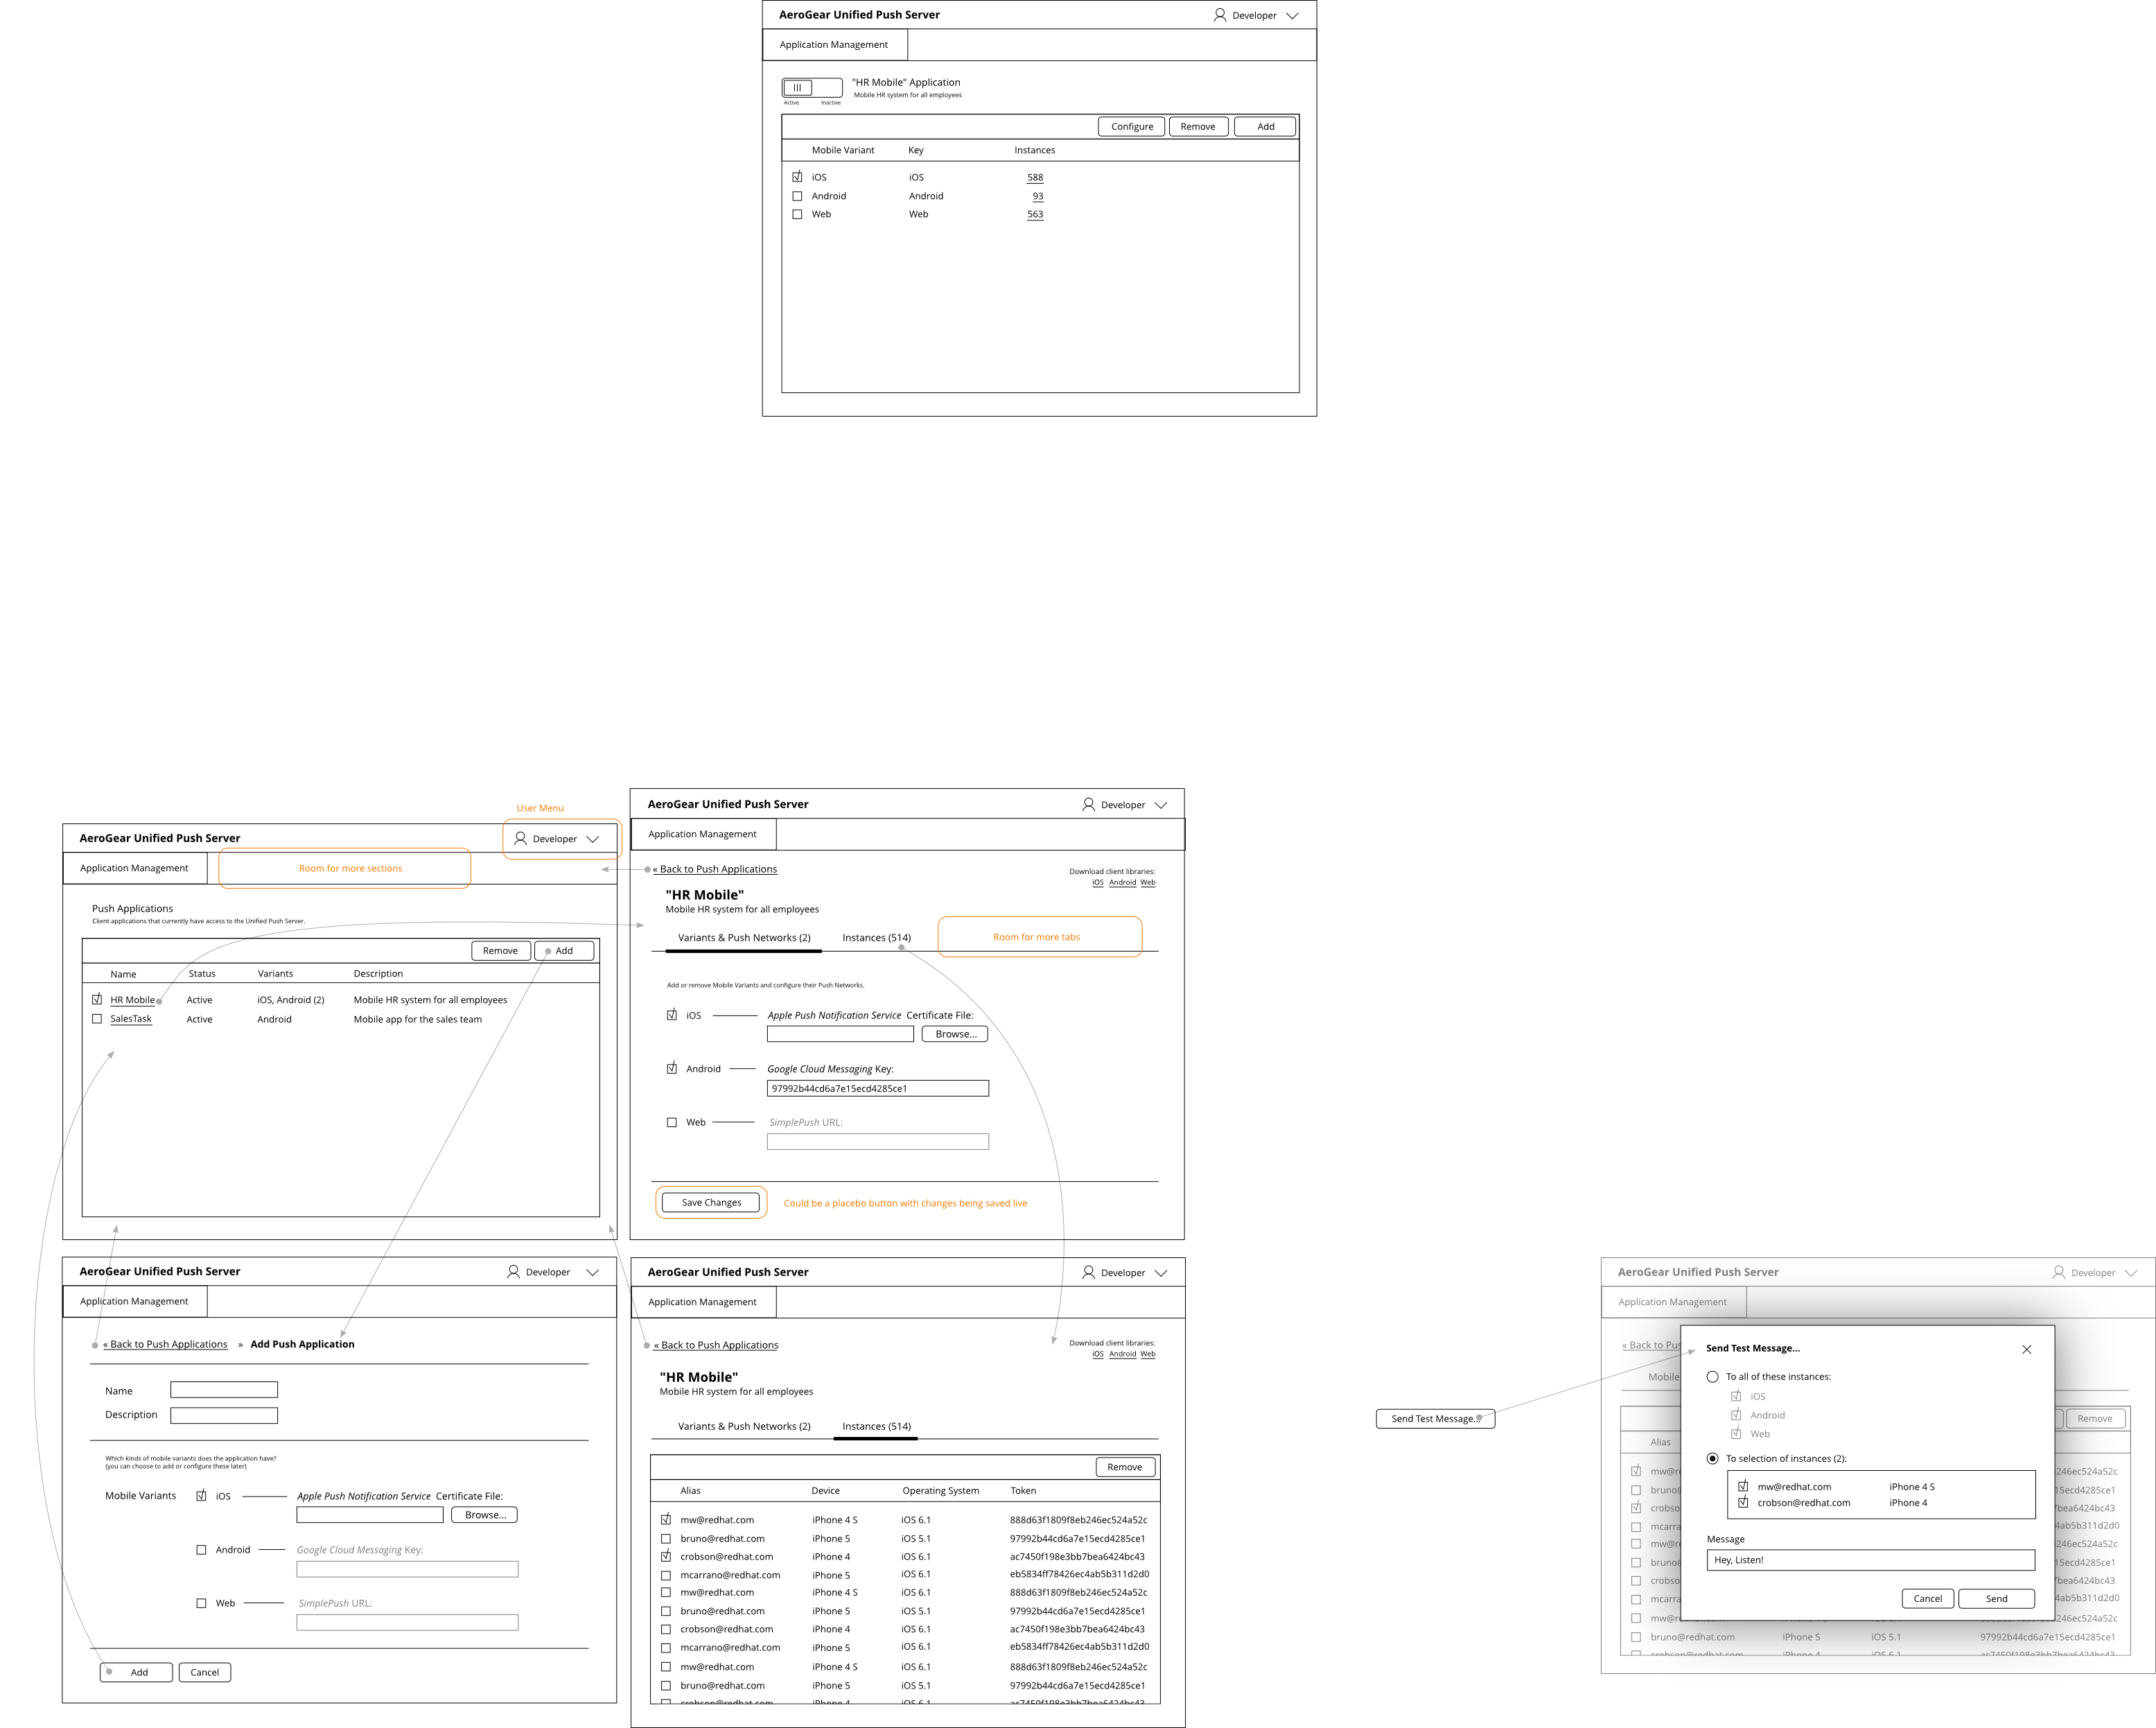 AeroGear Unified Push Server
Developer
Application Management
"HR Mobile" Application
Mobile HR system for all employees
Active Inactive
Configure Remove Add
Mobile Variant Key Instances
iOS iOS 588
Android Android 93
Web Web 563
User Menu
AeroGear Unified Push Server
Developer
Application Management
Room for more sections
Push Applications
Client applications that currently have access to the Unified Push Server.
Remove Add
Name Status Variants Description
HR Mobile Active iOS, Android (2) Mobile HR system for all employees
SalesTask Active Android Mobile app for the sales team
AeroGear Unified Push Server
Developer
Application Management
« Back to Push Applications
Download client libraries:
iOS Android Web
"HR Mobile"
Mobile HR system for all employees
Variants & Push Networks (2) Instances (514) Room for more tabs
Add or remove Mobile Variants and configure their Push Networks.
iOS Apple Push Notification Service Certificate File:
Browse...
Android Google Cloud Messaging Key:
97992b44cd6a7e15ecd4285ce1
Web SimplePush URL:
Save Changes Could be a placebo button with changes being saved live
AeroGear Unified Push Server
Developer
Application Management
« Back to Push Applications » Add Push Application
Name
Description
Which kinds of mobile variants does the application have?
(you can choose to add or configure these later)
Mobile Variants iOS Apple Push Notification Service Certificate File:
Browse...
Android Google Cloud Messaging Key:
Web SimplePush URL:
Add Cancel
AeroGear Unified Push Server
Developer
Application Management
« Back to Push Applications
Download client libraries:
iOS Android Web
"HR Mobile"
Mobile HR system for all employees
Variants & Push Networks (2) Instances (514)
Remove
Alias Device Operating System Token
mw@redhat.com iPhone 4 S iOS 6.1 888d63f1809f8eb246ec524a52c
bruno@redhat.com iPhone 5 iOS 5.1 97992b44cd6a7e15ecd4285ce1
crobson@redhat.com iPhone 4 iOS 6.1 ac7450f198e3bb7bea6424bc43
mcarrano@redhat.com iPhone 5 iOS 6.1 eb5834ff78426ec4ab5b311d2d0
mw@redhat.com iPhone 4 S iOS 6.1 888d63f1809f8eb246ec524a52c
bruno@redhat.com iPhone 5 iOS 5.1 97992b44cd6a7e15ecd4285ce1
crobson@redhat.com iPhone 4 iOS 6.1 ac7450f198e3bb7bea6424bc43
mcarrano@redhat.com iPhone 5 iOS 6.1 eb5834ff78426ec4ab5b311d2d0
mw@redhat.com iPhone 4 S iOS 6.1 888d63f1809f8eb246ec524a52c
bruno@redhat.com iPhone 5 iOS 5.1 97992b44cd6a7e15ecd4285ce1
crobson@redhat.com iPhone 4 iOS 6.1 ac7450f198e3bb7bea6424bc43
Send Test Message...
AeroGear Unified Push Server
Developer
Application Management
« Back to Pus
Mobile
Remove
Alias
mw@re 246ec524a52c
bruno@ 15ecd4285ce1
crobso 7bea6424bc43
mcarra 4ab5b311d2d0
mw@re 246ec524a52c
bruno@ 15ecd4285ce1
crobso 7bea6424bc43
mcarra 4ab5b311d2d0
246ec524a52c
bruno@redhat.com iPhone 5 iOS 5.1 97992b44cd6a7e15ecd4285ce1
crobson@redhat.com iPhone 4 iOS 6.1 ac7450f198e3bb7bea6424bc43
Send Test Message...
To all of these instances:
iOS
Android
Web
To selection of instances (2):
mw@redhat.com iPhone 4 S
crobson@redhat.com iPhone 4
Message
Hey, Listen!
Cancel Send